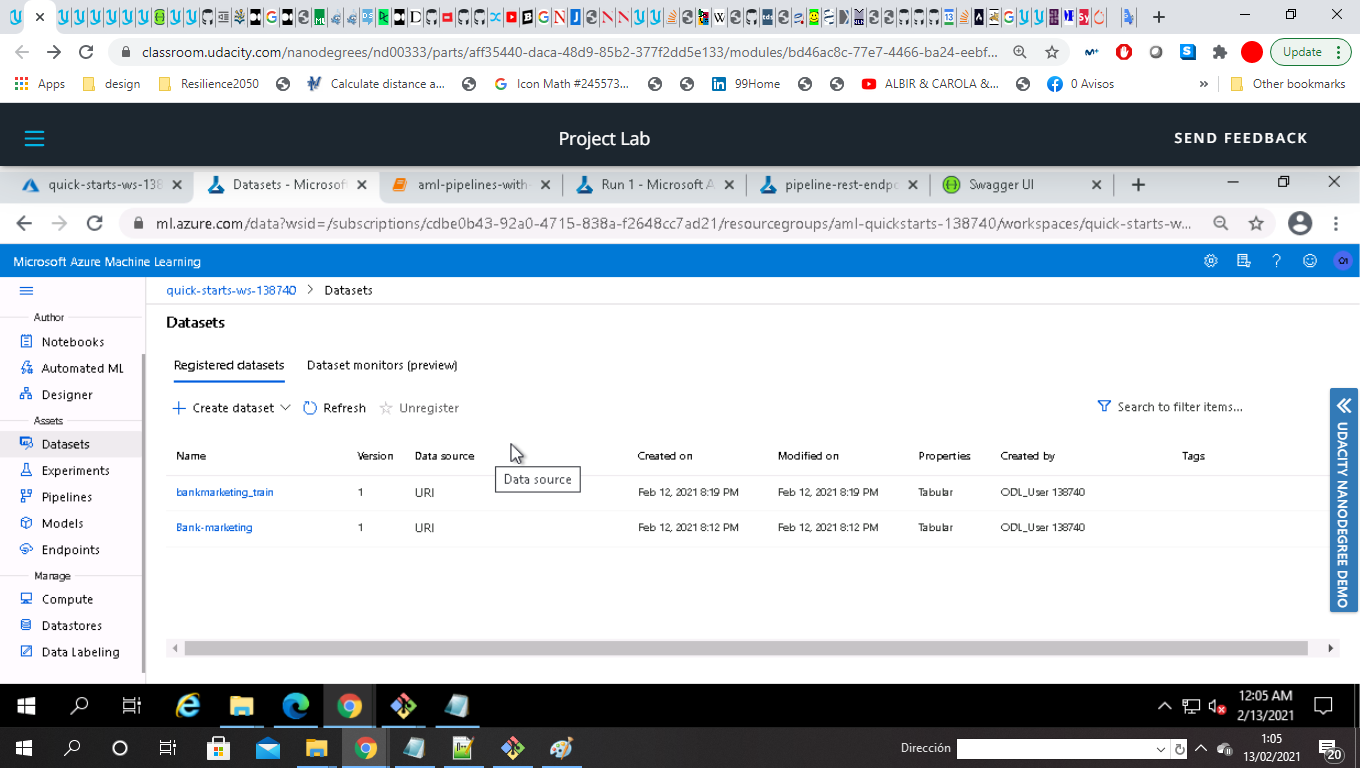 Update
classroom.udacity.com/nanodegrees/nd00333/parts/aff35440-daca-48d9-85b2-377f2dd5e133/modules/bd46ac8c-77e7-4466-ba24-eebf...
Apps design Resilience2050 Calculate distance a... Icon Math #245573... 99Home ALBIR & CAROLA &... 0 Avisos » Other bookmarks
Project Lab SEND FEEDBACK
quick-starts-ws-138 Datasets - Microsof aml-pipelines-with Run 1 - Microsoft A pipeline-rest-endpo Swagger UI
ml.azure.com/data?wsid=/subscriptions/cdbe0b43-92a0-4715-838a-f2648cc7ad21/resourcegroups/aml-quickstarts-138740/workspaces/quick-starts-w...
Microsoft Azure Machine Learning
quick-starts-ws-138740 > Datasets
Author
Notebooks
Automated ML
Designer
Assets
Datasets
Experiments
Pipelines
Models
Endpoints
Manage
Compute
Datastores
Data Labeling
Datasets
Registered datasets Dataset monitors (preview)
Create dataset Refresh Unregister Search to filter items...
Name Version Data source Created on Modified on Properties Created by Tags
Data source
bankmarketing_train 1 URI Feb 12, 2021 8:19 PM Feb 12, 2021 8:19 PM Tabular ODL_User 138740
Bank-marketing 1 URI Feb 12, 2021 8:12 PM Feb 12, 2021 8:12 PM Tabular ODL_User 138740
UDACITY NANODEGREE DEMO
12:05 AM
2/13/2021
Dirección
1:05
13/02/2021
20